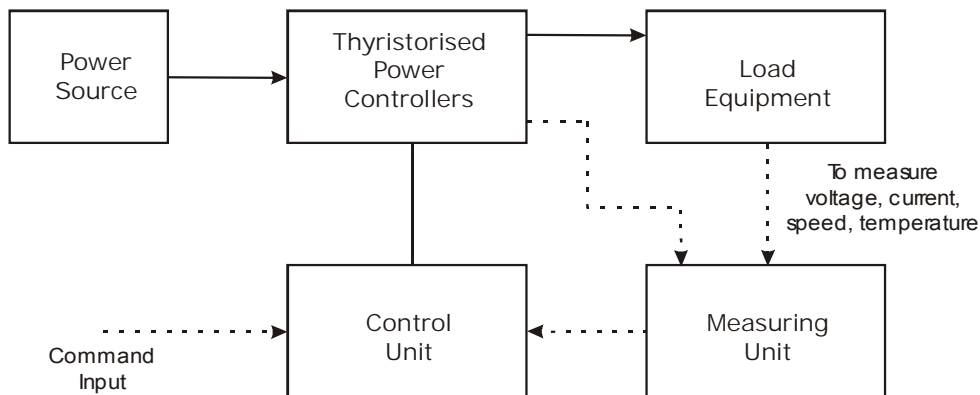 Power
Source
Thyristorised
Power
Controllers
Load
Equipment
To measure
voltage, current,
speed, temperature
Command
Input
Control
Unit
Measuring
Unit